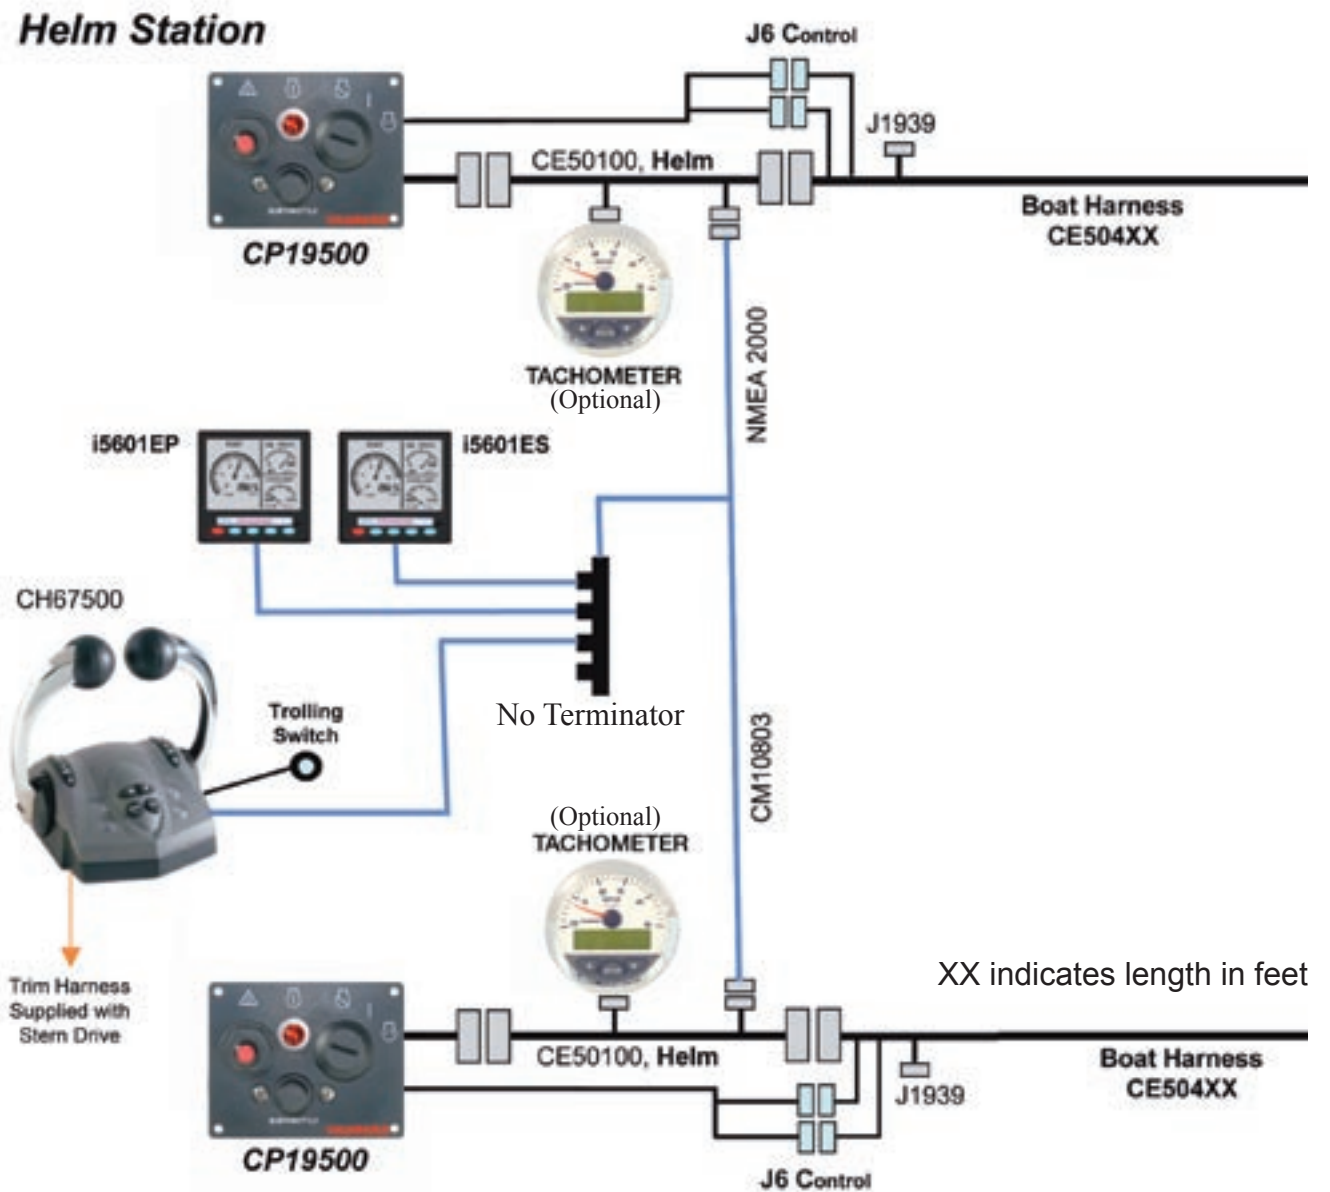 Helm Station
J6 Control
J1939
CE50100, Helm
Boat Harness
CE504XX
CP19500
TACHOMETER
(Optional)
NMEA 2000
i5601EP
i5601ES
CH67500
Trolling
Switch
No Terminator
CM10803
(Optional)
TACHOMETER
XX indicates length in feet
Trim Harness
Supplied with
Stern Drive
CE50100, Helm
Boat Harness
CE504XX
J1939
CP19500
J6 Control